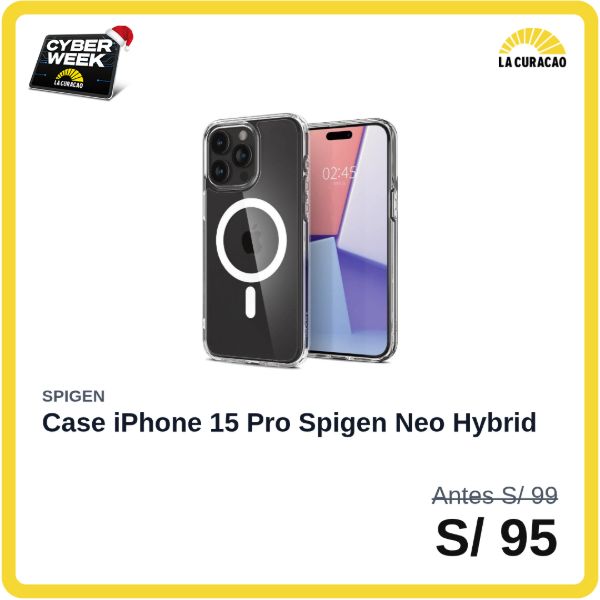 CYBER
WEEK
LA CURACAO
LA CURACAO
02:45
SPIGEN
Case iPhone 15 Pro Spigen Neo Hybrid
Antes S/ 99
S/ 95